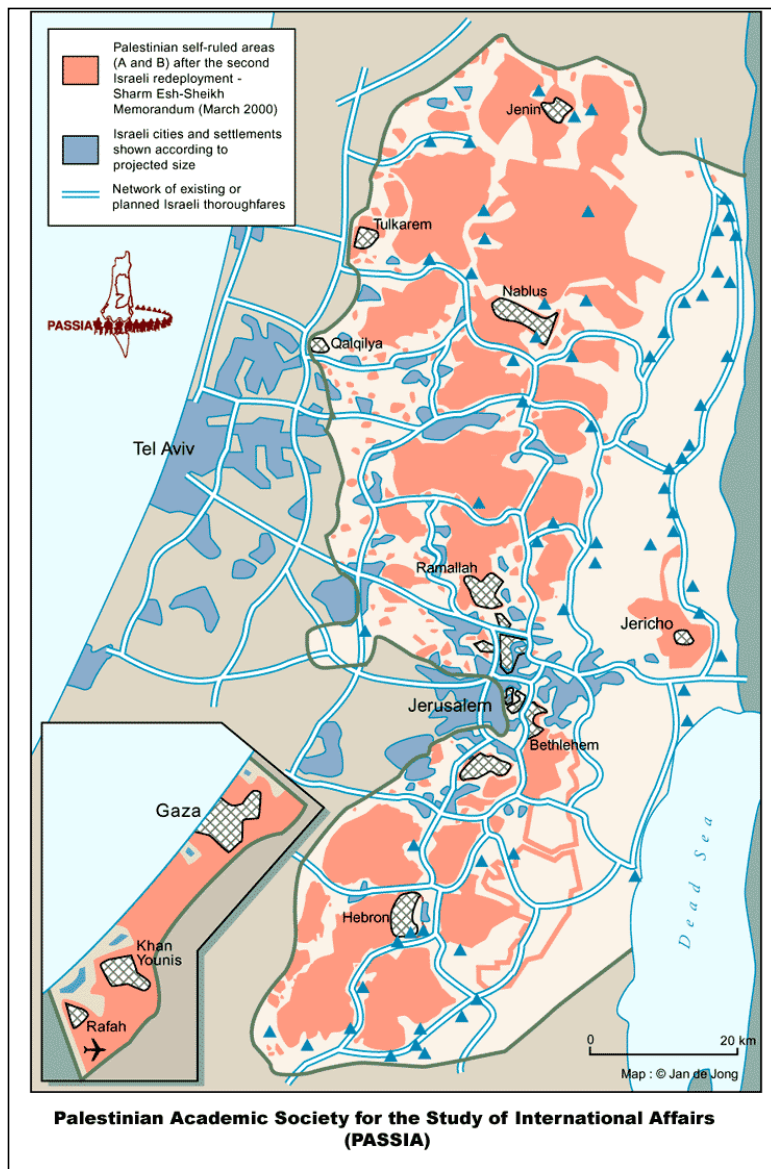 Palestinian self-ruled areas
(A and B) after the second
Israeli redeployment -
Sharm Esh-Sheikh
Memorandum (March 2000)
Israeli cities and settlements
shown according to
projected size
Network of existing or
planned Israeli thoroughfares
PASSIA
Jenin
Tulkarem
Nablus
Qalqilya
Tel Aviv
Ramallah
Jericho
Jerusalem
Bethlehem
Gaza
Hebron
Khan
Younis
Rafah
Dead Sea
0 20 km
Map : © Jan de Jong
Palestinian Academic Society for the Study of International Affairs
(PASSIA)